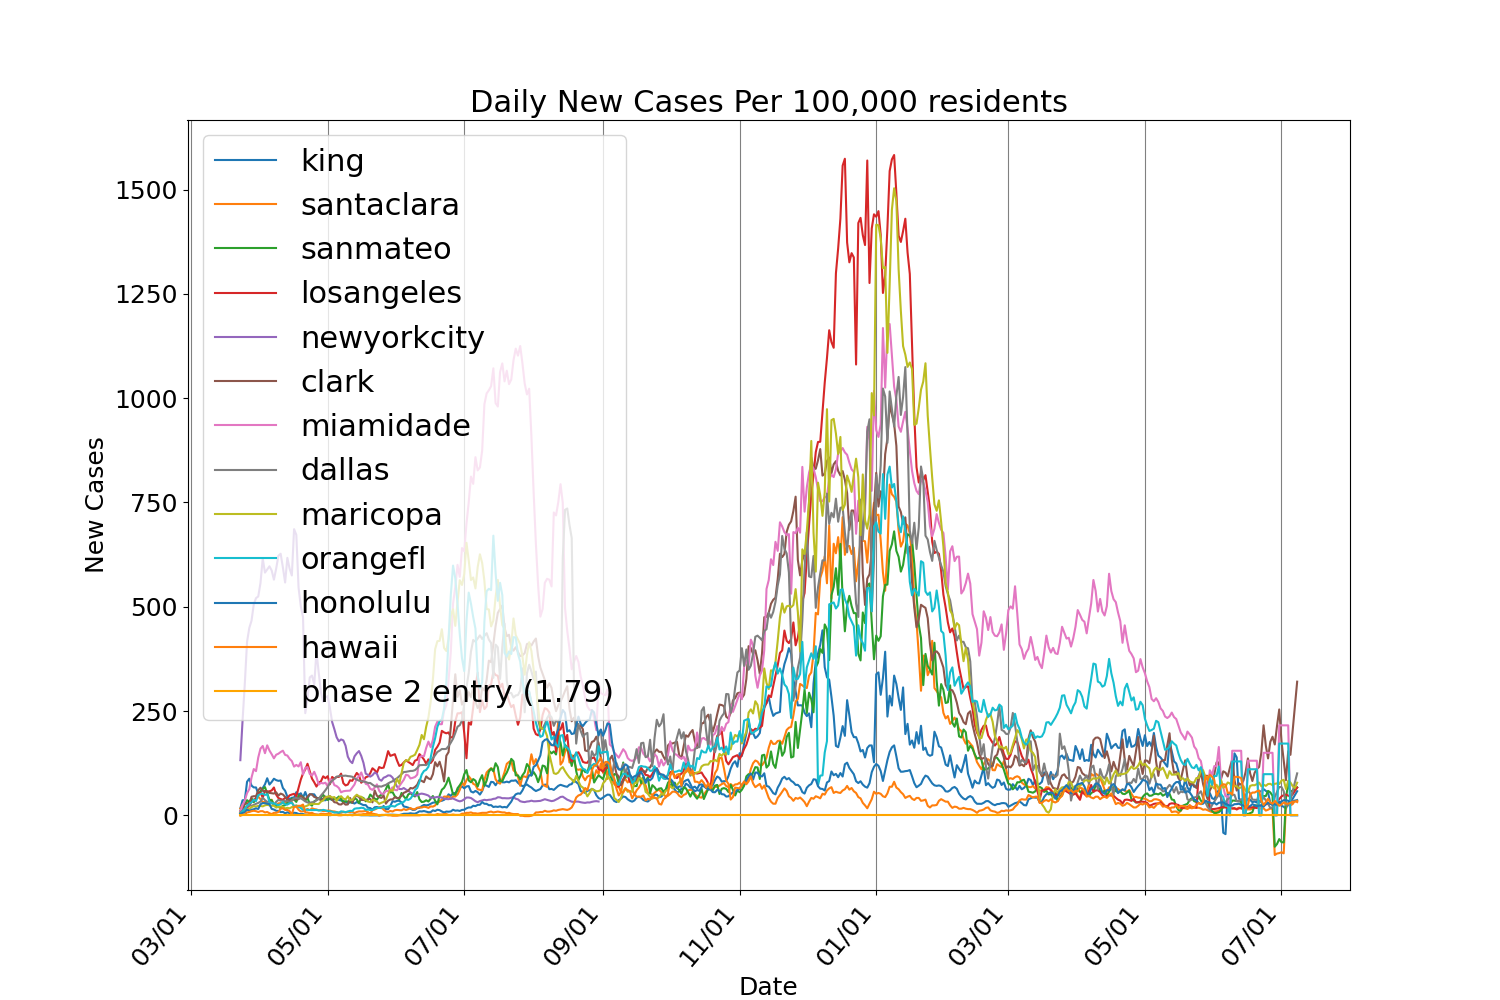 Daily New Cases Per 100,000 residents
king
santaclara
sanmateo
losangeles
newyorkcity
clark
miamidade
dallas
maricopa
orangefl
honolulu
hawaii
phase 2 entry (1.79)
New Cases
1500
1250
1000
750
500
250
0
03/01
05/01
07/01
09/01
11/01
01/01
03/01
05/01
07/01
Date